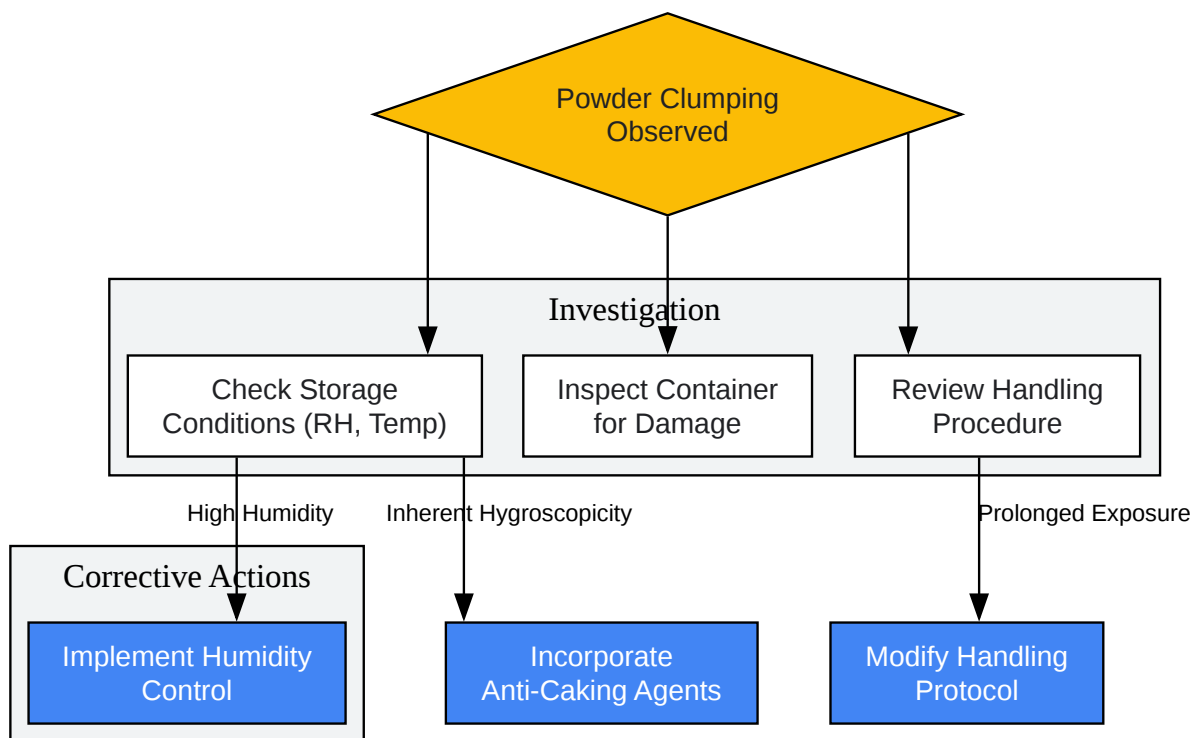 Powder Clumping
Observed
Investigation
Check Storage
Conditions (RH, Temp)
Inspect Container
for Damage
Review Handling
Procedure
High Humidity
Inherent Hygroscopicity
Prolonged Exposure
Corrective Actions
Implement Humidity
Control
Incorporate
Anti-Caking Agents
Modify Handling
Protocol